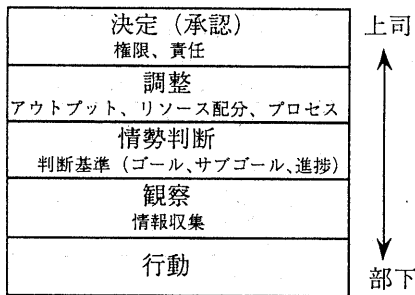 決定（承認）
権限、責任
上司
調整
アウトプット、リソース配分、プロセス
情勢判断
判断基準（ゴール、サブゴール、進捗）
観察
情報収集
行動
部下